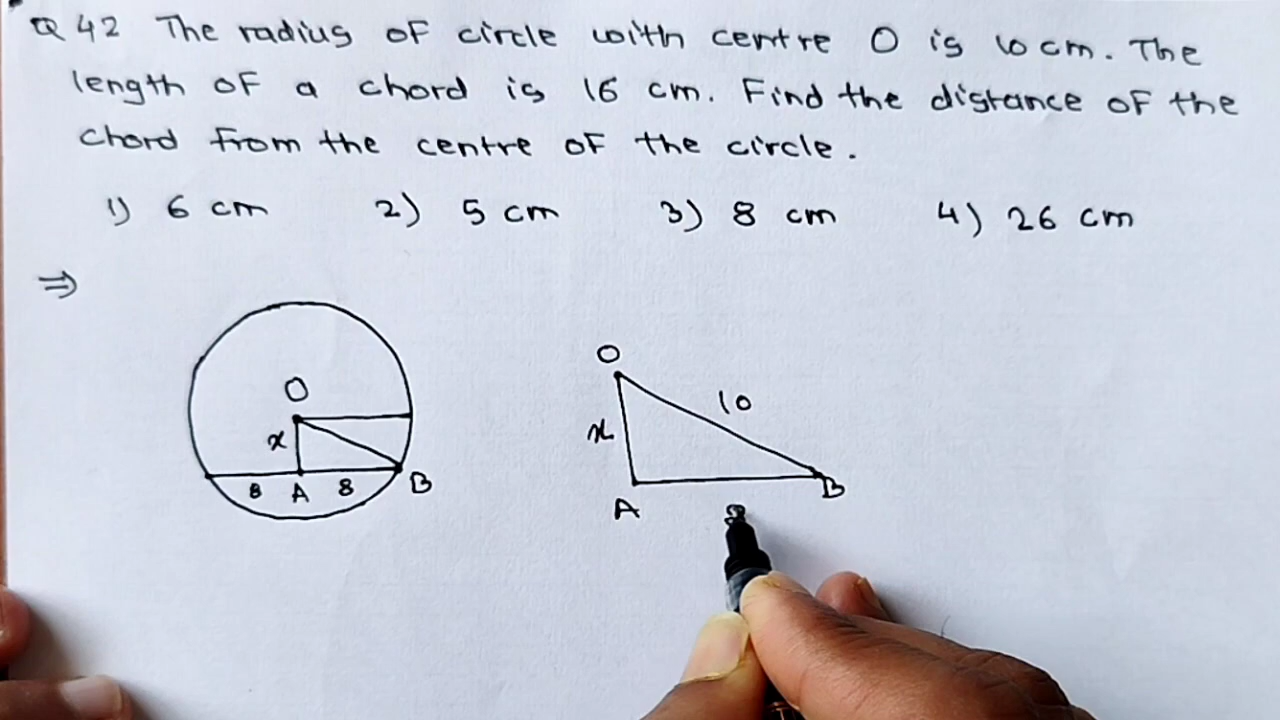 Q 42 The radius of circle with centre O is 10 cm. The
length of a chord is 16 cm. Find the distance of the
chord from the centre of the circle.
1) 6 cm 2) 5 cm 3) 8 cm 4) 26 cm
⇒
O
x
8 A 8 B
O
10
x
A B
8